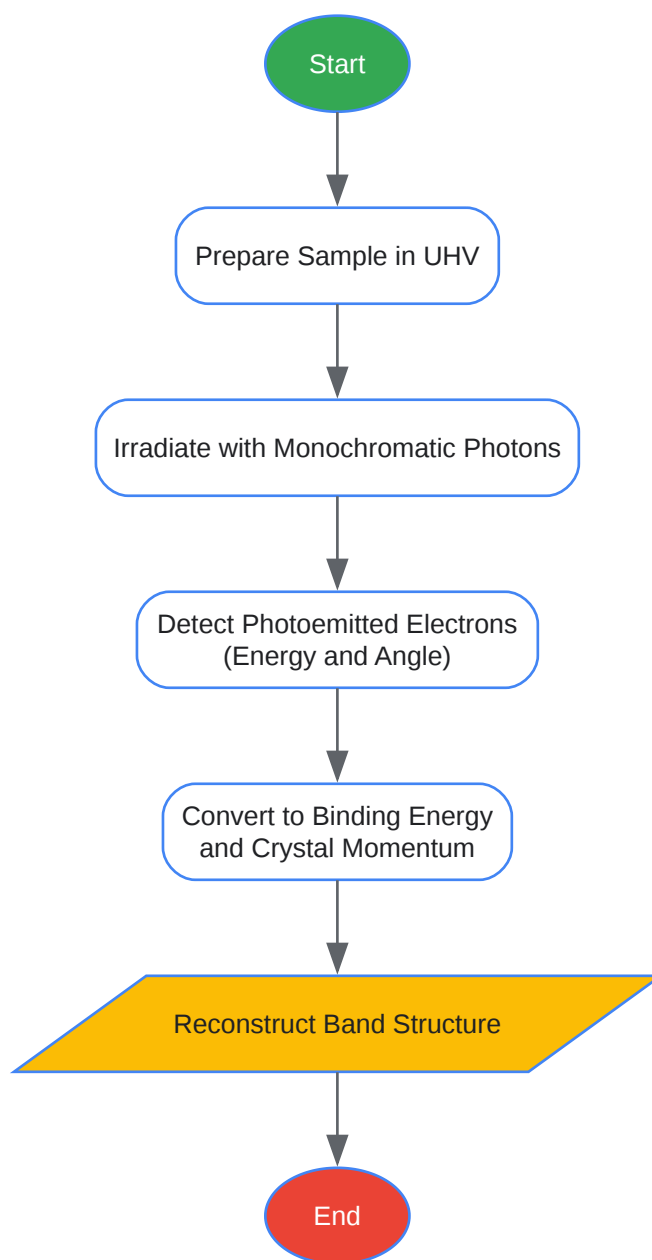 Start
Prepare Sample in UHV
Irradiate with Monochromatic Photons
Detect Photoemitted Electrons
(Energy and Angle)
Convert to Binding Energy
and Crystal Momentum
Reconstruct Band Structure
End